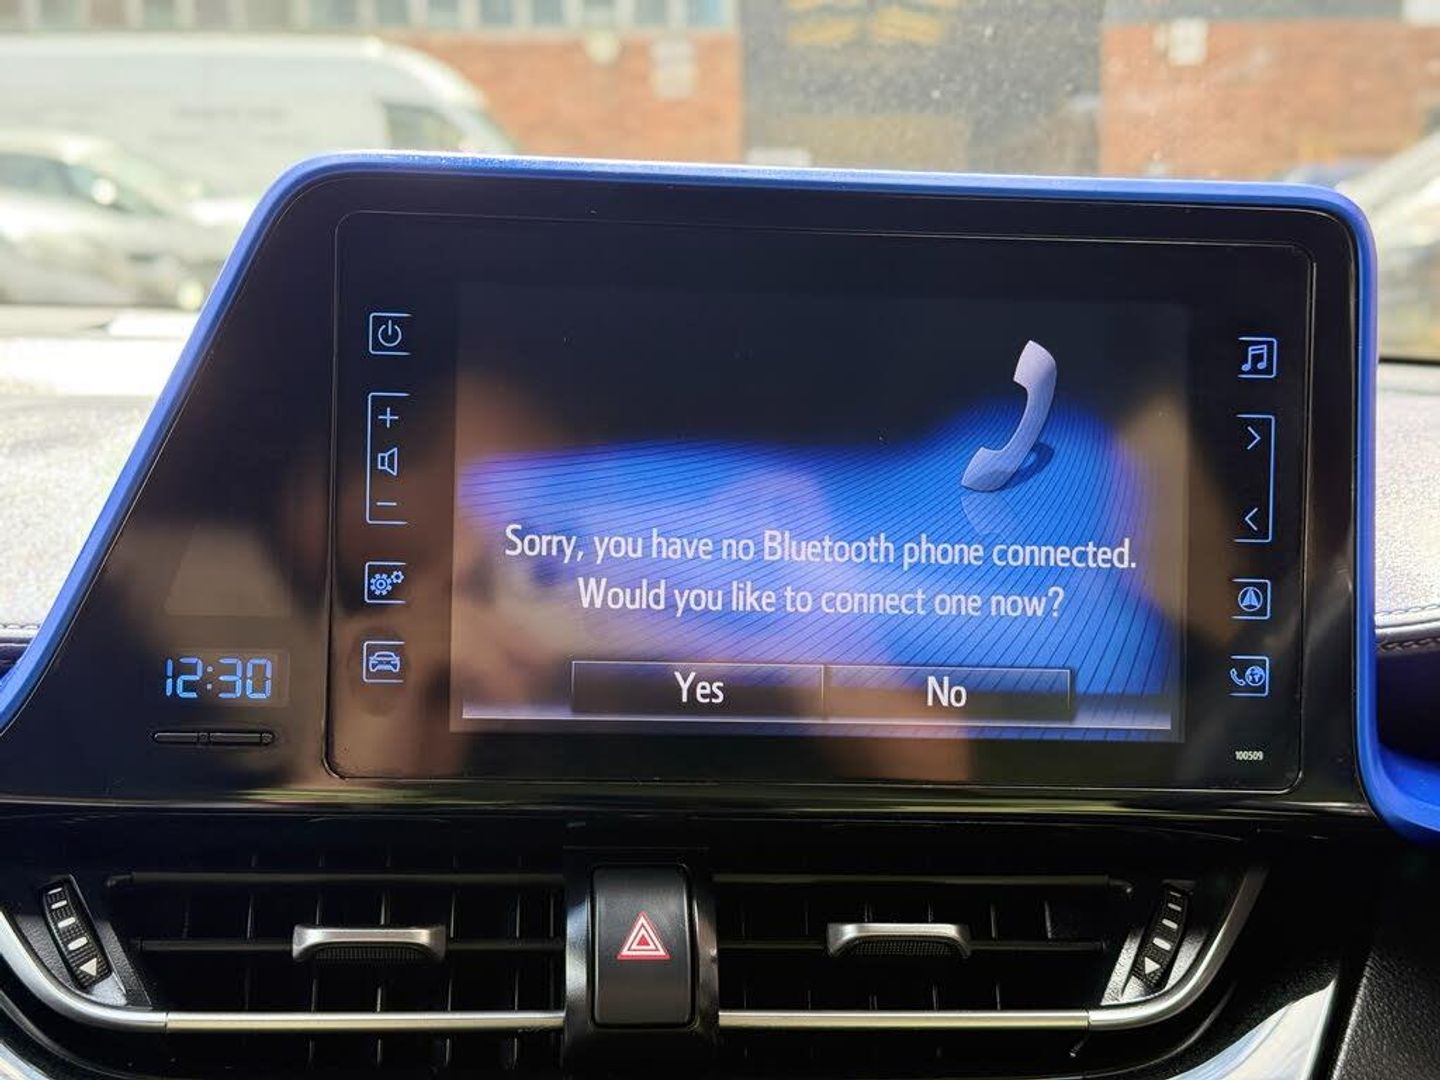 Sorry, you have no Bluetooth phone connected.
Would you like to connect one now?
Yes
No
12:30
100509